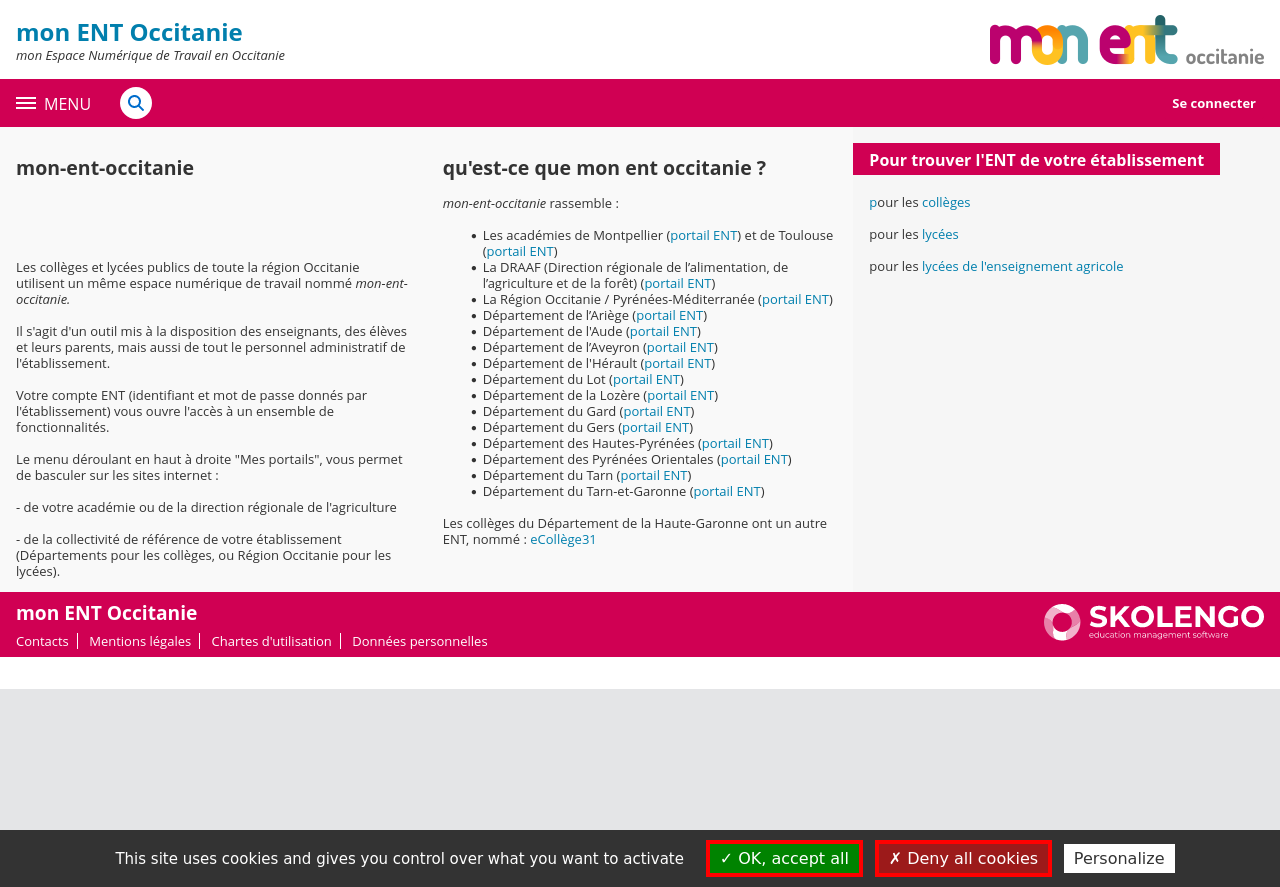 mon ENT Occitanie
mon Espace Numérique de Travail en Occitanie
mon ent occitanie
MENU
Se connecter
mon-ent-occitanie
Les collèges et lycées publics de toute la région Occitanie
utilisent un même espace numérique de travail nommé mon-ent-
occitanie.
Il s'agit d'un outil mis à la disposition des enseignants, des élèves
et leurs parents, mais aussi de tout le personnel administratif de
l'établissement.
Votre compte ENT (identifiant et mot de passe donnés par
l'établissement) vous ouvre l'accès à un ensemble de
fonctionnalités.
Le menu déroulant en haut à droite "Mes portails", vous permet
de basculer sur les sites internet :
- de votre académie ou de la direction régionale de l'agriculture
- de la collectivité de référence de votre établissement
(Départements pour les collèges, ou Région Occitanie pour les
lycées).
qu'est-ce que mon ent occitanie ?
mon-ent-occitanie rassemble :
• Les académies de Montpellier (portail ENT) et de Toulouse
(portail ENT)
• La DRAAF (Direction régionale de l’alimentation, de
l’agriculture et de la forêt) (portail ENT)
• La Région Occitanie / Pyrénées-Méditerranée (portail ENT)
• Département de l’Ariège (portail ENT)
• Département de l'Aude (portail ENT)
• Département de l’Aveyron (portail ENT)
• Département de l'Hérault (portail ENT)
• Département du Lot (portail ENT)
• Département de la Lozère (portail ENT)
• Département du Gard (portail ENT)
• Département du Gers (portail ENT)
• Département des Hautes-Pyrénées (portail ENT)
• Département des Pyrénées Orientales (portail ENT)
• Département du Tarn (portail ENT)
• Département du Tarn-et-Garonne (portail ENT)
Les collèges du Département de la Haute-Garonne ont un autre
ENT, nommé : eCollège31
Pour trouver l'ENT de votre établissement
pour les collèges
pour les lycées
pour les lycées de l'enseignement agricole
mon ENT Occitanie
Contacts
Mentions légales
Chartes d'utilisation
Données personnelles
SKOLENGO
education management software
This site uses cookies and gives you control over what you want to activate
✓ OK, accept all
✗ Deny all cookies
Personalize